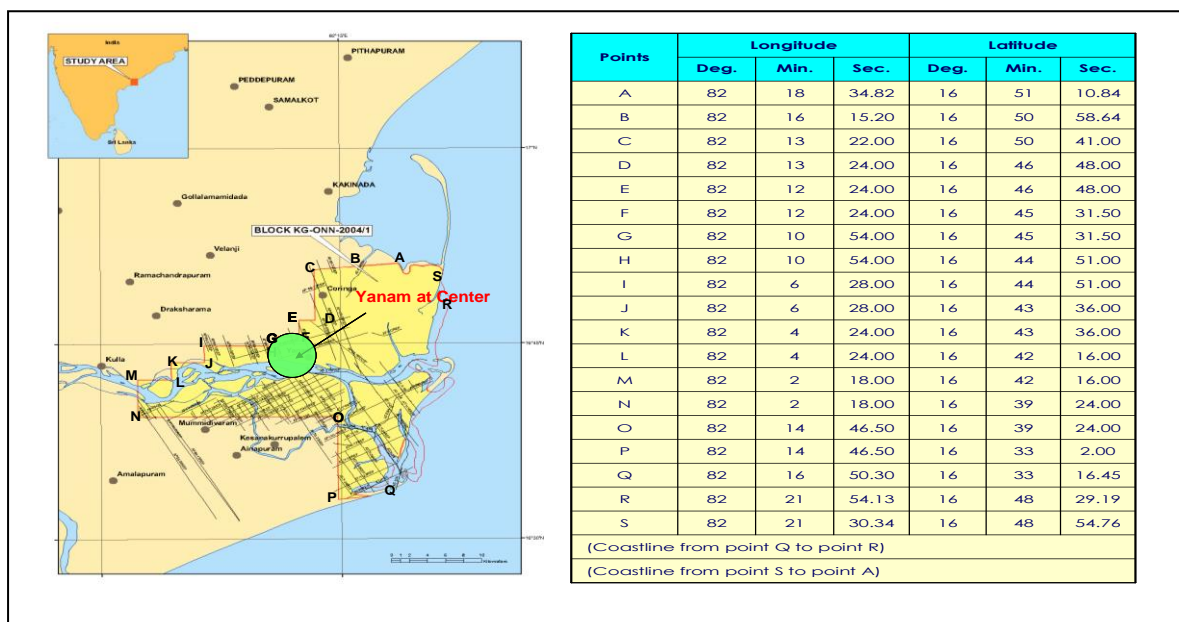 India
STUDY AREA
Sri Lanka
82°15'E
PITHAPURAM
PEDDEPURAM
SAMALKOT
17°N
KAKINADA
Gollalamamidada
BLOCK KG-ONN-2004/1
Velanji
B
A
C
S
Ramachandrapuram
Coringa
Yanam at Center
R
Draksharama
E
D
F
G
I
16°45'N
Kulla
K
J
M
L
N
O
Mummidivaram
Kesanakurrupalem
Ainapuram
Amalapuram
P
Q
16°30'N
Points Longitude Latitude
Deg. Min. Sec. Deg. Min. Sec.
A 82 18 34.82 16 51 10.84
B 82 16 15.20 16 50 58.64
C 82 13 22.00 16 50 41.00
D 82 13 24.00 16 46 48.00
E 82 12 24.00 16 46 48.00
F 82 12 24.00 16 45 31.50
G 82 10 54.00 16 45 31.50
H 82 10 54.00 16 44 51.00
I 82 6 28.00 16 44 51.00
J 82 6 28.00 16 43 36.00
K 82 4 24.00 16 43 36.00
L 82 4 24.00 16 42 16.00
M 82 2 18.00 16 42 16.00
N 82 2 18.00 16 39 24.00
O 82 14 46.50 16 39 24.00
P 82 14 46.50 16 33 2.00
Q 82 16 50.30 16 33 16.45
R 82 21 54.13 16 48 29.19
S 82 21 30.34 16 48 54.76
(Coastline from point Q to point R)
(Coastline from point S to point A)